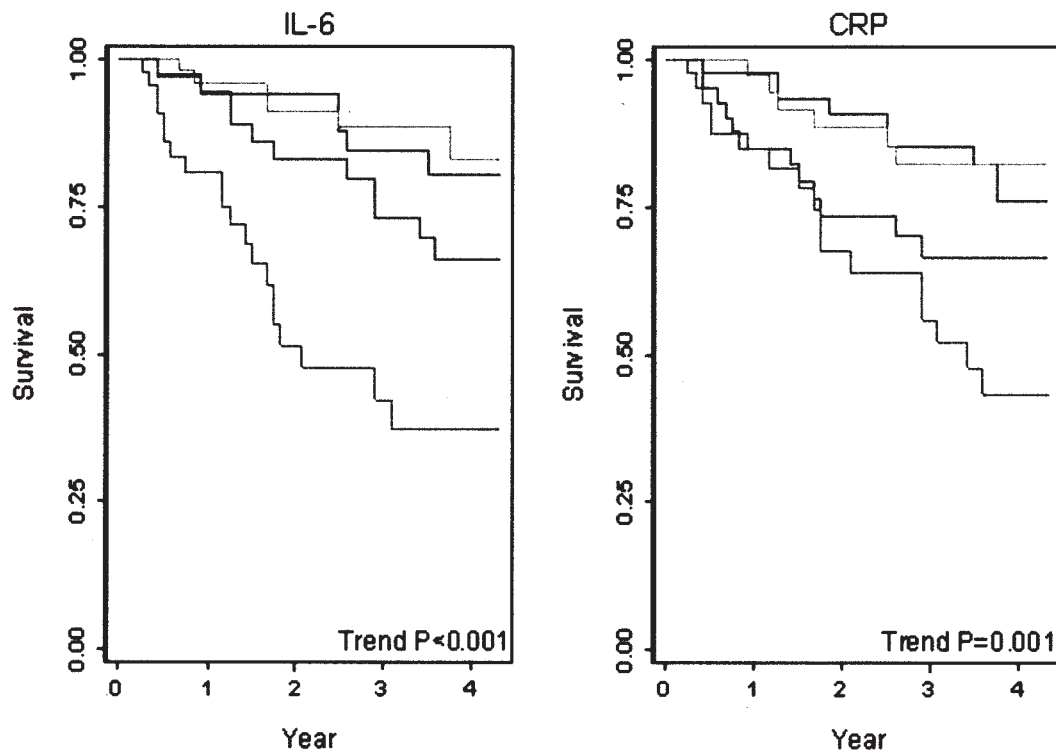 IL-6
1.00
0.75
0.50
0.25
0.00
Survival
Trend P<0.001
0 1 2 3 4
Year
CRP
1.00
0.75
0.50
0.25
0.00
Survival
Trend P=0.001
0 1 2 3 4
Year